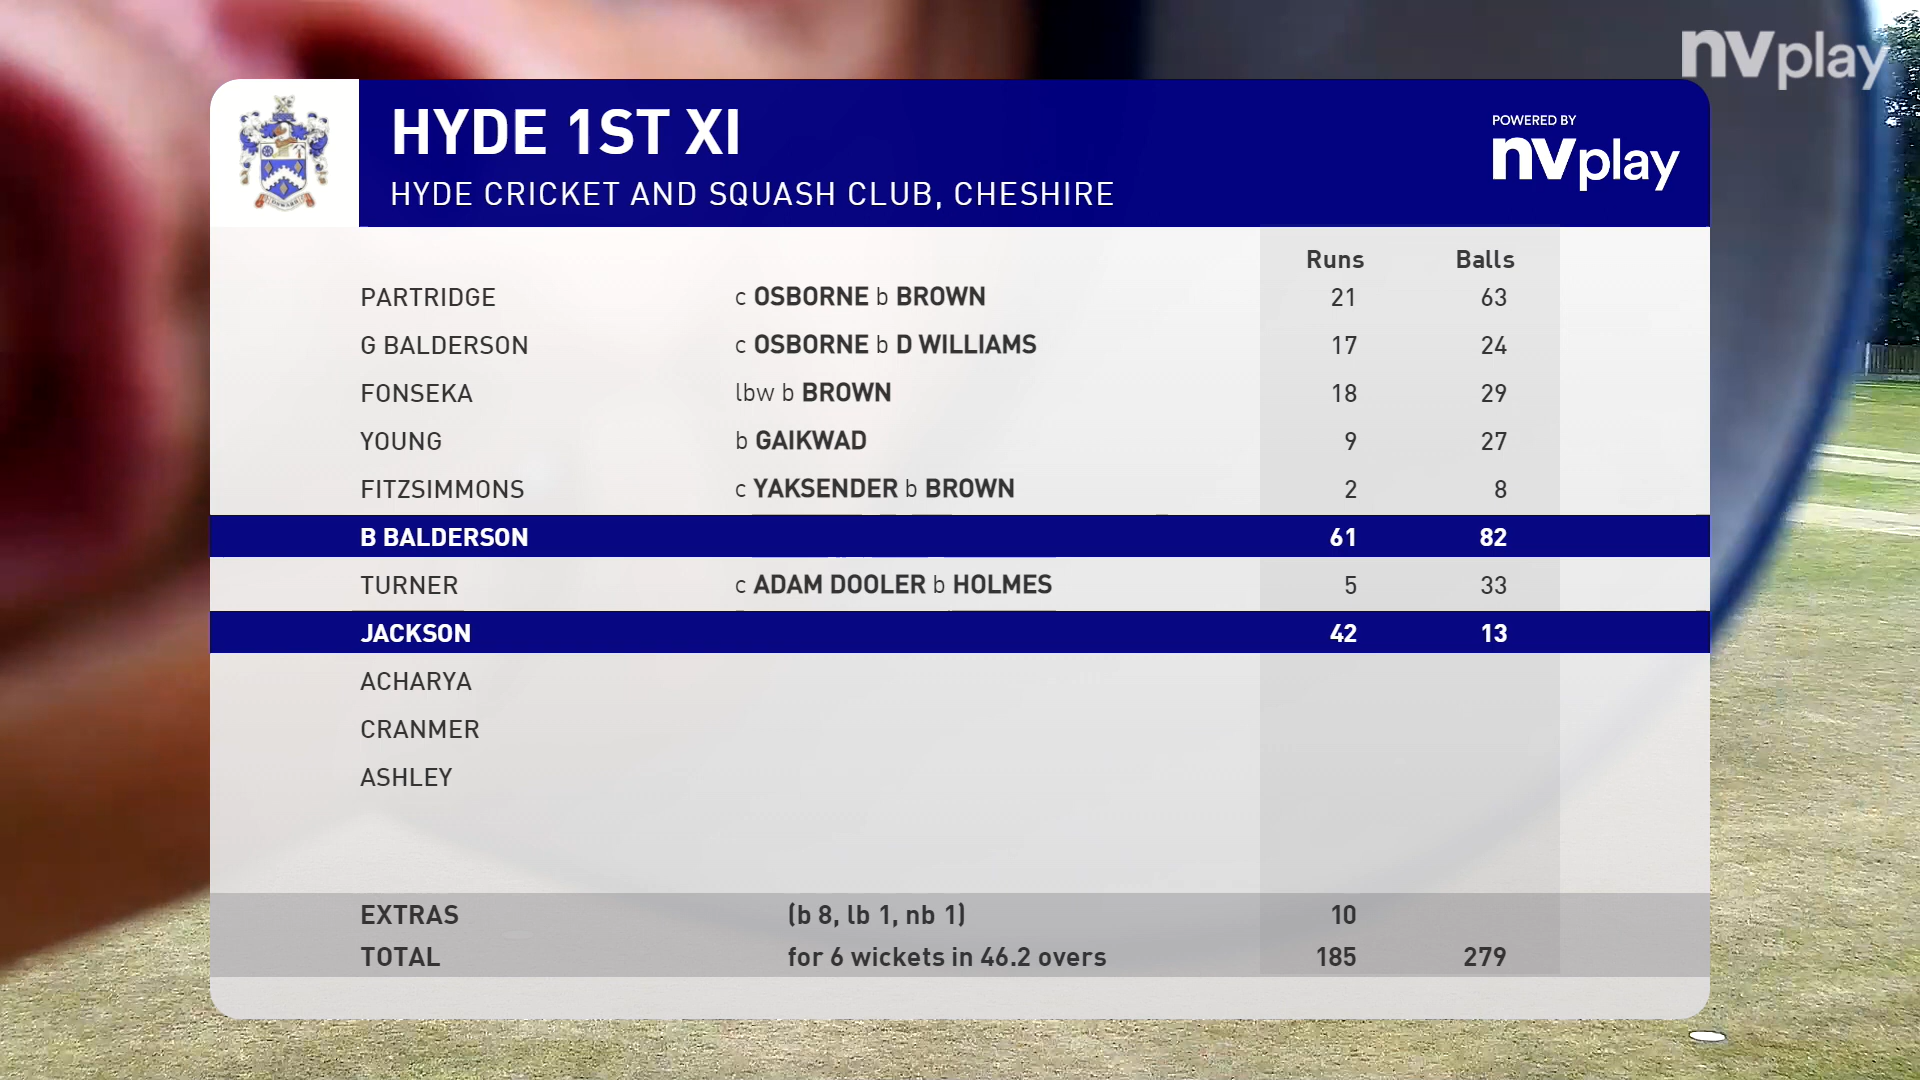 nvplay
HYDE 1ST XI
POWERED BY
nvplay
HYDE CRICKET AND SQUASH CLUB, CHESHIRE
Runs Balls
PARTRIDGE c OSBORNE b BROWN 21 63
G BALDERSON c OSBORNE b D WILLIAMS 17 24
FONSEKA lbw b BROWN 18 29
YOUNG b GAIKWAD 9 27
FITZSIMMONS c YAKSENDER b BROWN 2 8
B BALDERSON 61 82
TURNER c ADAM DOOLER b HOLMES 5 33
JACKSON 42 13
ACHARYA
CRANMER
ASHLEY
EXTRAS (b 8, lb 1, nb 1) 10
TOTAL for 6 wickets in 46.2 overs 185 279